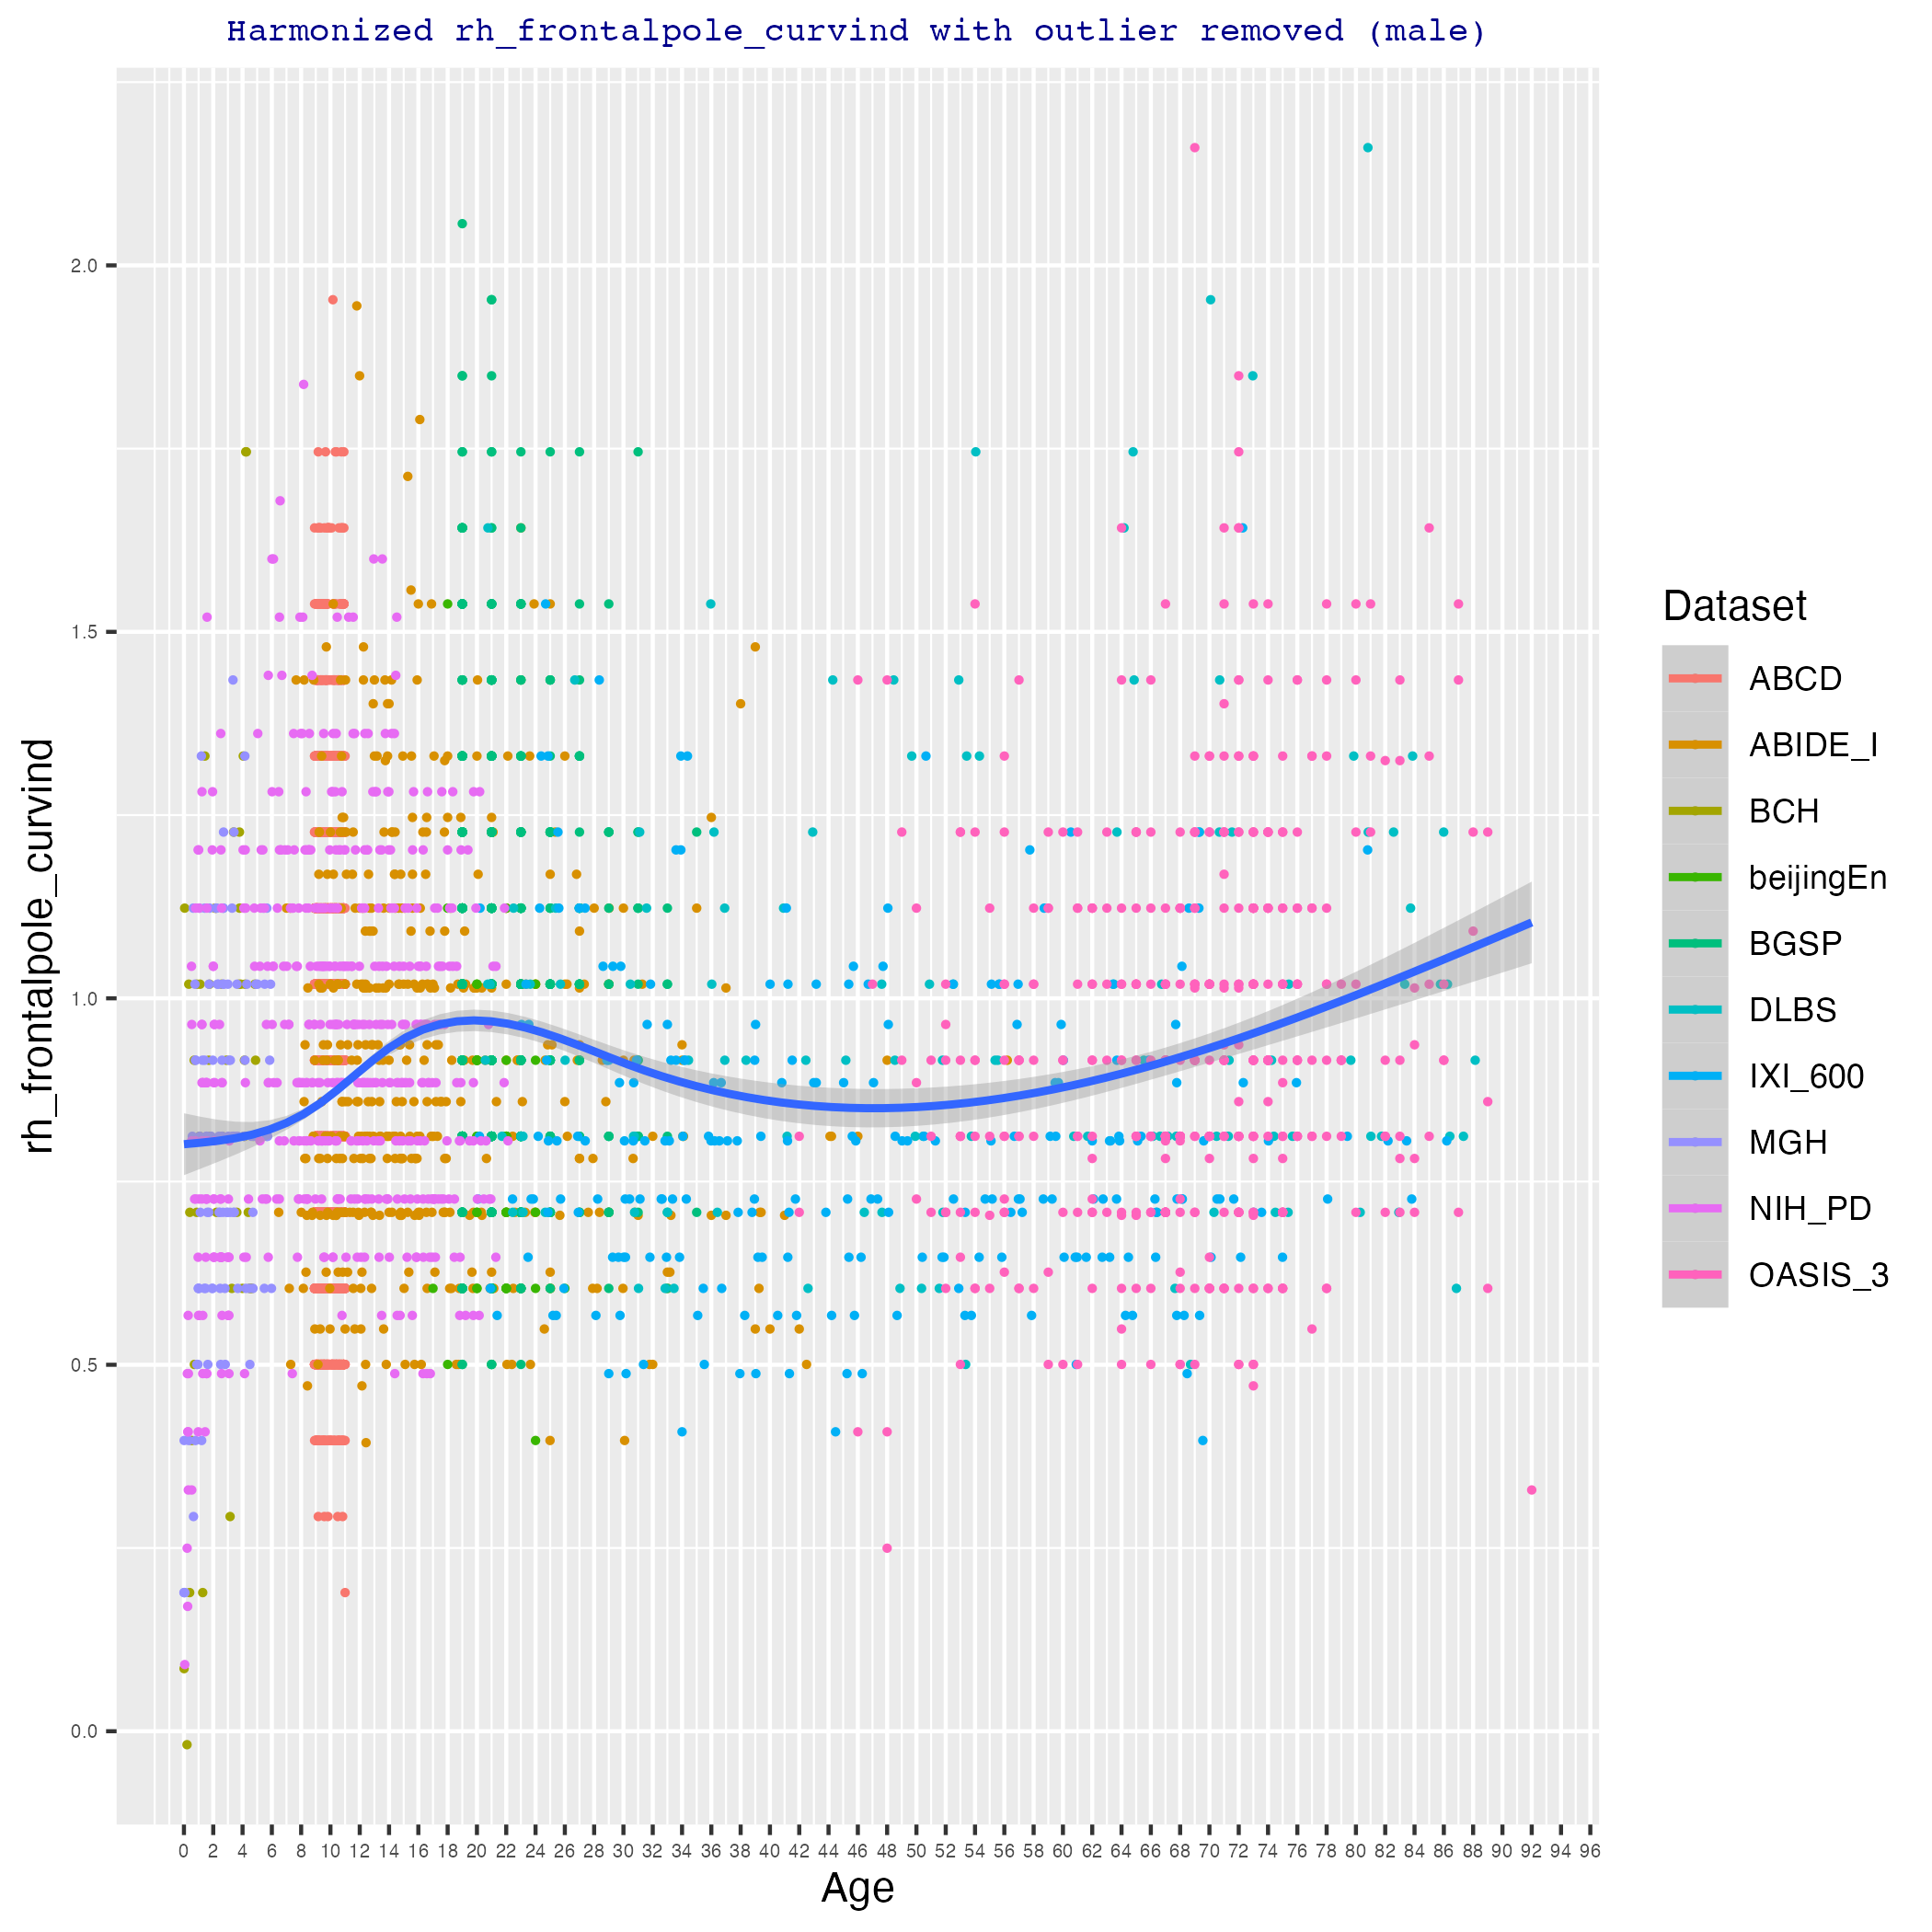 Harmonized rh_frontalpole_curvind with outlier removed (male)
rh_frontalpole_curvind
2.0
1.5
1.0
0.5
0.0
0 2 4 6 8 10 12 14 16 18 20 22 24 26 28 30 32 34 36 38 40 42 44 46 48 50 52 54 56 58 60 62 64 66 68 70 72 74 76 78 80 82 84 86 88 90 92 94 96
Age
Dataset
ABCD
ABIDE_I
BCH
beijingEn
BGSP
DLBS
IXI_600
MGH
NIH_PD
OASIS_3